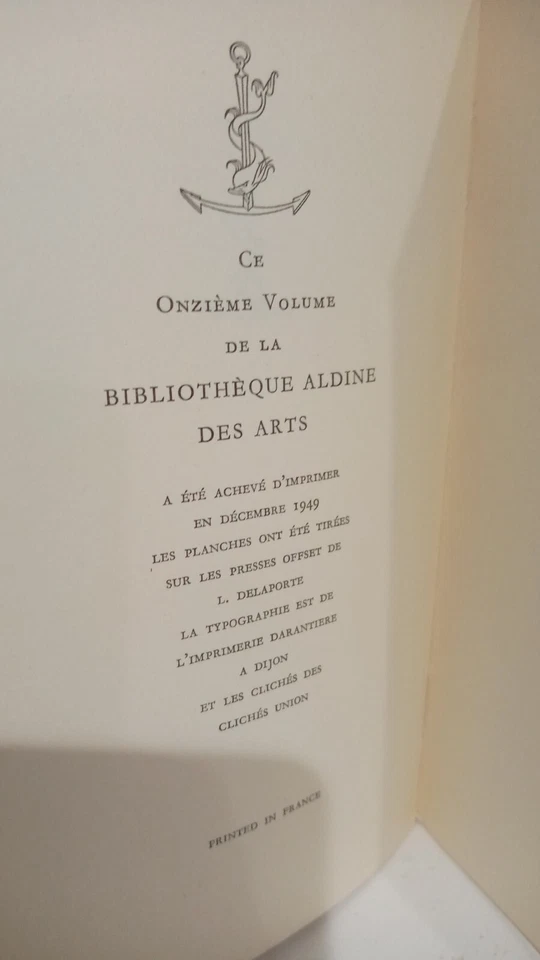 Ce
Onzième Volume
de la
BIBLIOTHÈQUE ALDINE
DES ARTS
A ÉTÉ ACHEVÉ D'IMPRIMER
EN DÉCEMBRE 1949
LES PLANCHES ONT ÉTÉ TIRÉES
SUR LES PRESSES OFFSET DE
L. DELAPORTE
LA TYPOGRAPHIE EST DE
L'IMPRIMERIE DARANTIERE
A DIJON
ET LES CLICHÉS DES
CLICHÉS UNION
PRINTED IN FRANCE